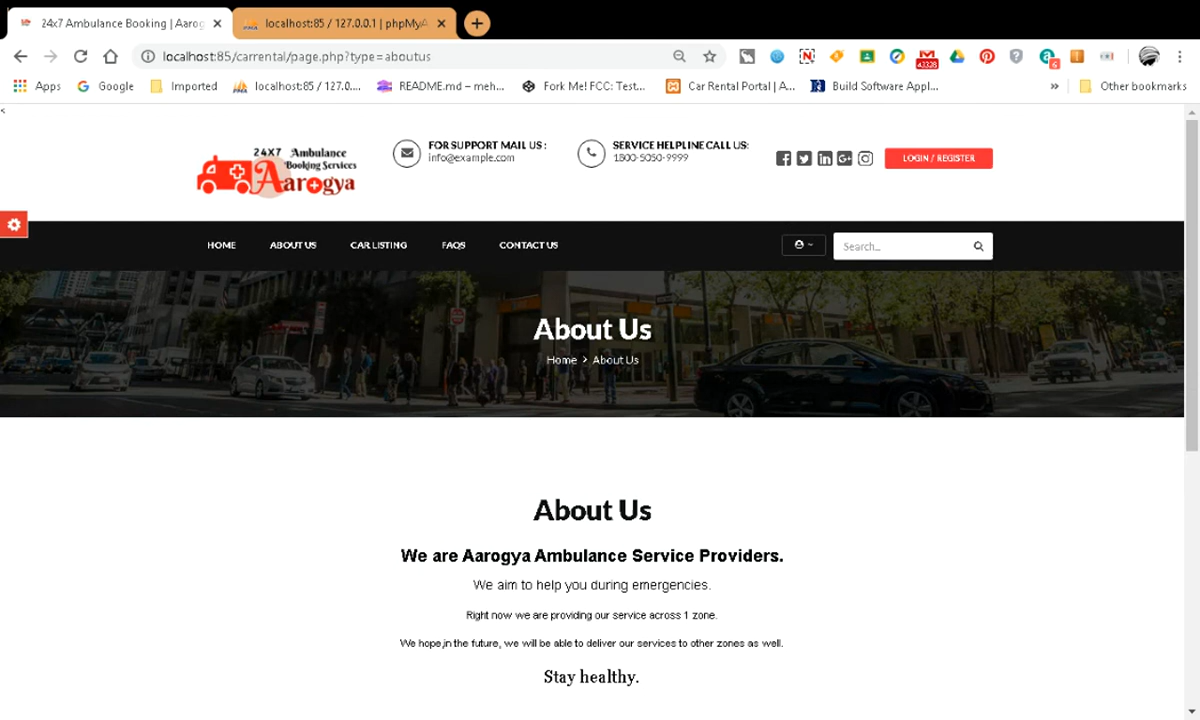 24x7 Ambulance Booking | Aarog
localhost:85 / 127.0.0.1 | phpMyA
localhost:85/carrental/page.php?type=aboutus
43328
6
Apps
Google
Imported
localhost:85 / 127.0....
README.md – meh...
Fork Me! FCC: Test...
Car Rental Portal | A...
Build Software Appl...
»
Other bookmarks
<
24X7 Ambulance
Booking Services
Aarogya
FOR SUPPORT MAIL US :
info@example.com
SERVICE HELPLINE CALL US:
1800-5050-9999
LOGIN / REGISTER
HOME
ABOUT US
CAR LISTING
FAQS
CONTACT US
Search...
About Us
Home > About Us
About Us
We are Aarogya Ambulance Service Providers.
We aim to help you during emergencies.
Right now we are providing our service across 1 zone.
We hope,in the future, we will be able to deliver our services to other zones as well.
Stay healthy.